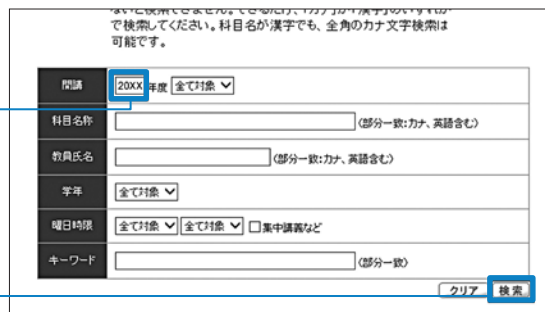 で検索してください。科目名が漢字でも、全角のカナ文字検索は
可能です。
開講 20XX 年度 全て対象
科目名称 (部分一致:カナ、英語含む)
教員氏名 (部分一致:カナ、英語含む)
学年 全て対象
曜日時限 全て対象 全て対象 集中講義など
キーワード (部分一致)
クリア 検索